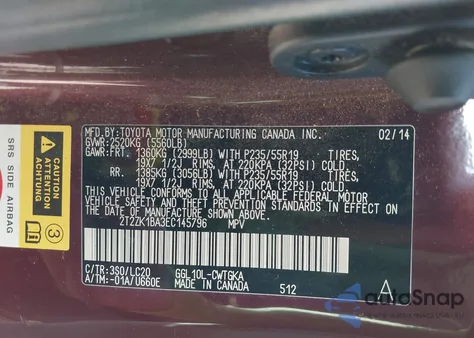 MFD.BY:TOYOTA MOTOR MANUFACTURING CANADA INC. 02/14
GVWR: 2520KG (5560LB)
GAWR:FRT. 1360KG (2999LB) WITH P235/55R19 TIRES,
19X7 1/2J RIMS, AT 220KPA (32PSI) COLD
RR. 1385KG (3056LB) WITH P235/55R19 TIRES,
19X7 1/2J RIMS, AT 220KPA (32PSI) COLD
THIS VEHICLE CONFORMS TO ALL APPLICABLE FEDERAL MOTOR
VEHICLE SAFETY AND BUMPER STANDARDS IN EFFECT ON
THE DATE OF MANUFACTURE SHOWN ABOVE.
2T2ZK1BA3EC145796 MPV
C/TR:3S0/LC20 GGL10L-CWTGKA
A/TM:-01A/U660E MADE IN CANADA 512 A
SRS SIDE AIRBAG
ATTENTION
ACHTUNG
3
autoSnap